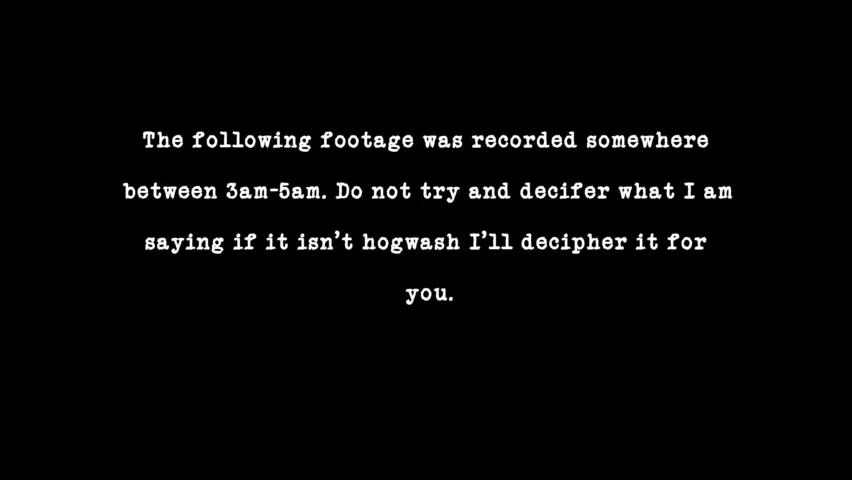 The following footage was recorded somewhere
between 3am-5am. Do not try and decifer what I am
saying if it isn't hogwash I'll decipher it for
you.